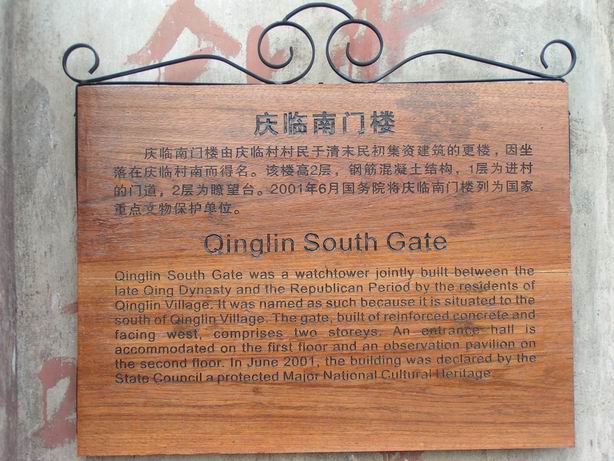 庆临南门楼
庆临南门楼由庆临村村民于清末民初集资建筑的更楼，因坐
落在庆临村南而得名。该楼高2层，钢筋混凝土结构，1层为进村
的门道，2层为瞭望台。2001年6月国务院将庆临南门楼列为国家
重点文物保护单位。
Qinglin South Gate
Qinglin South Gate was a watchtower jointly built between the
late Qing Dynasty and the Republican Period by the residents of
Qinglin Village. It was named as such because it is situated to the
south of Qinglin Village. The gate, built of reinforced concrete and
facing west, comprises two storeys. An entrance hall is
accommodated on the first floor and an observation pavilion on
the second floor. In June 2001, the building was declared by the
State Council a protected Major National Cultural Heritage.